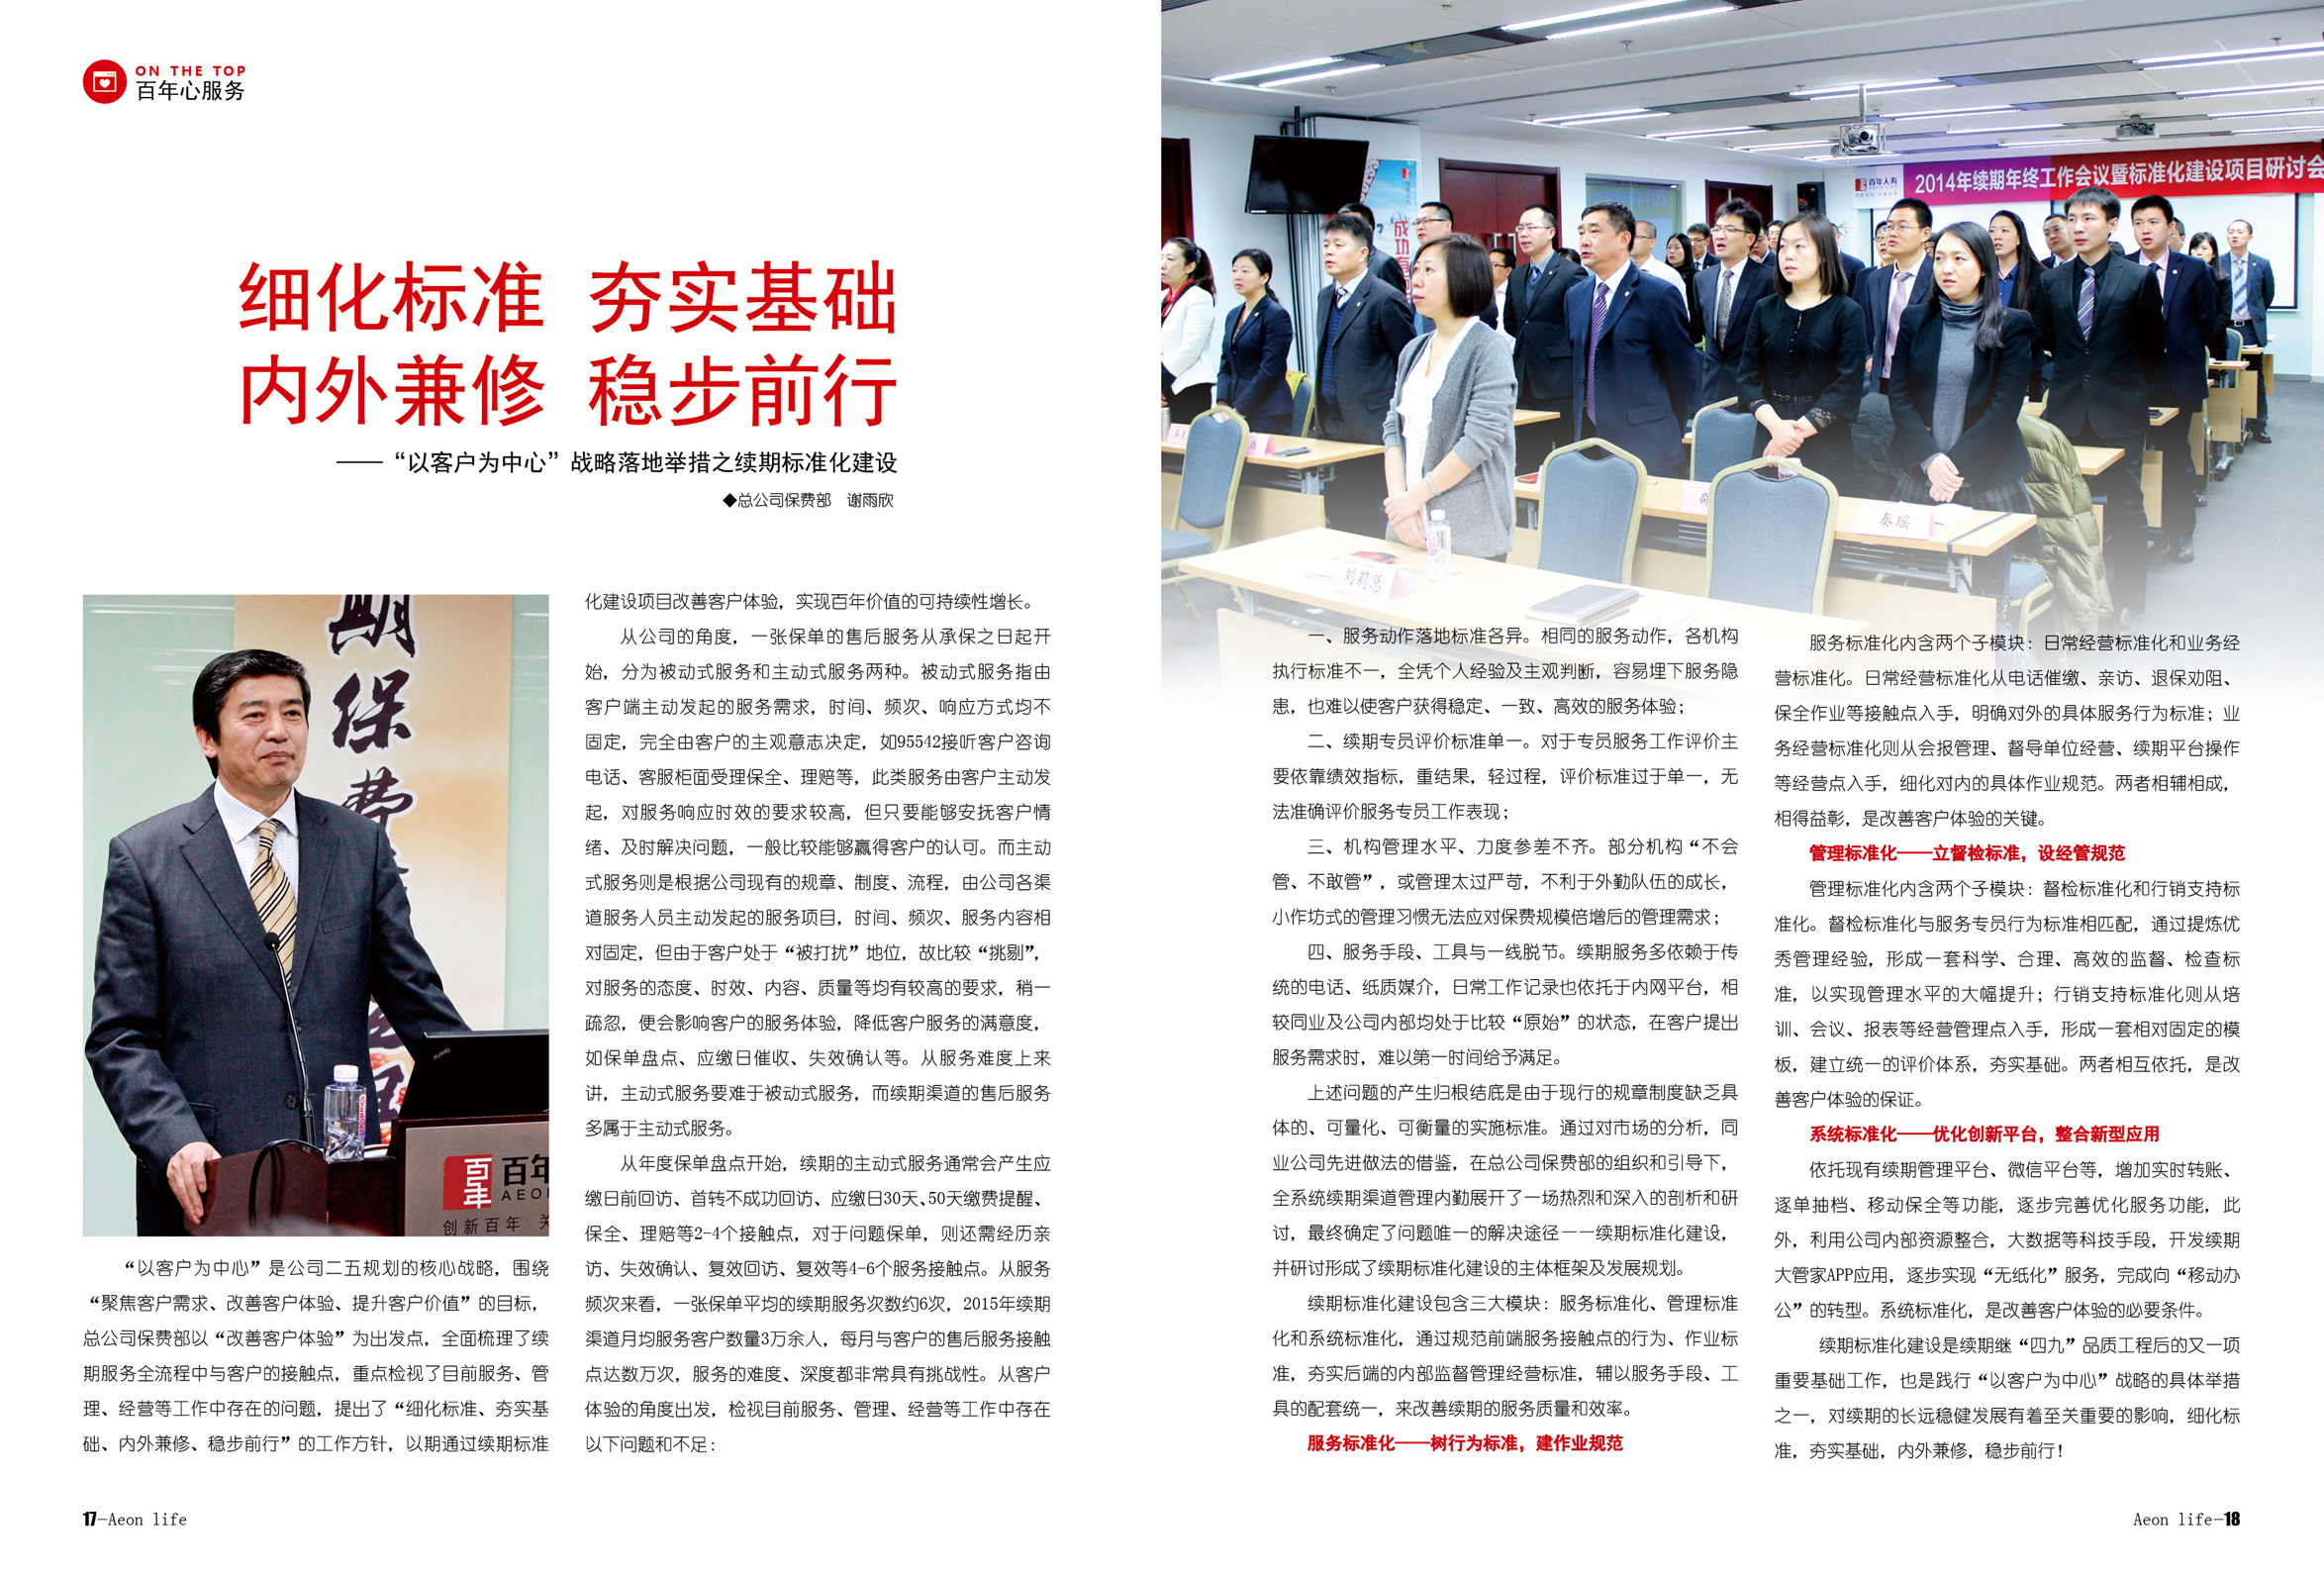 ON THE TOP
百年心服务
细化标准 夯实基础
内外兼修 稳步前行
——“以客户为中心”战略落地举措之续期标准化建设
◆总公司保费部 谢雨欣
期
保
费
百年
AEO
创新百年 关
“以客户为中心”是公司二五规划的核心战略，围绕
“聚焦客户需求、改善客户体验、提升客户价值”的目标，
总公司保费部以“改善客户体验”为出发点，全面梳理了续
期服务全流程中与客户的接触点，重点检视了目前服务、管
理、经营等工作中存在的问题，提出了“细化标准、夯实基
础、内外兼修、稳步前行”的工作方针，以期通过续期标准
化建设项目改善客户体验，实现百年价值的可持续性增长。
从公司的角度，一张保单的售后服务从承保之日起开
始，分为被动式服务和主动式服务两种。被动式服务指由
客户端主动发起的服务需求，时间、频次、响应方式均不
固定，完全由客户的主观意志决定，如95542接听客户咨询
电话、客服柜面受理保全、理赔等，此类服务由客户主动发
起，对服务响应时效的要求较高，但只要能够安抚客户情
绪、及时解决问题，一般比较能够赢得客户的认可。而主动
式服务则是根据公司现有的规章、制度、流程，由公司各渠
道服务人员主动发起的服务项目，时间、频次、服务内容相
对固定，但由于客户处于“被打扰”地位，故比较“挑剔”，
对服务的态度、时效、内容、质量等均有较高的要求，稍一
疏忽，便会影响客户的服务体验，降低客户服务的满意度，
如保单盘点、应缴日催收、失效确认等。从服务难度上来
讲，主动式服务要难于被动式服务，而续期渠道的售后服务
多属于主动式服务。
从年度保单盘点开始，续期的主动式服务通常会产生应
缴日前回访、首转不成功回访、应缴日30天、50天缴费提醒、
保全、理赔等2-4个接触点，对于问题保单，则还需经历亲
访、失效确认、复效回访、复效等4-6个服务接触点。从服务
频次来看，一张保单平均的续期服务次数约6次，2015年续期
渠道月均服务客户数量3万余人，每月与客户的售后服务接触
点达数万次，服务的难度、深度都非常具有挑战性。从客户
体验的角度出发，检视目前服务、管理、经营等工作中存在
以下问题和不足：
17—Aeon life
百年人寿
2014年续期年终工作会议暨标准化建设项目研讨会
成功有
秦瑶
刘莉总
一、服务动作落地标准各异。相同的服务动作，各机构
执行标准不一，全凭个人经验及主观判断，容易埋下服务隐
患，也难以使客户获得稳定、一致、高效的服务体验；
二、续期专员评价标准单一。对于专员服务工作评价主
要依靠绩效指标，重结果，轻过程，评价标准过于单一，无
法准确评价服务专员工作表现；
三、机构管理水平、力度参差不齐。部分机构“不会
管、不敢管”，或管理太过严苛，不利于外勤队伍的成长，
小作坊式的管理习惯无法应对保费规模倍增后的管理需求；
四、服务手段、工具与一线脱节。续期服务多依赖于传
统的电话、纸质媒介，日常工作记录也依托于内网平台，相
较同业及公司内部均处于比较“原始”的状态，在客户提出
服务需求时，难以第一时间给予满足。
上述问题的产生归根结底是由于现行的规章制度缺乏具
体的、可量化、可衡量的实施标准。通过对市场的分析，同
业公司先进做法的借鉴，在总公司保费部的组织和引导下，
全系统续期渠道管理内勤展开了一场热烈和深入的剖析和研
讨，最终确定了问题唯一的解决途径——续期标准化建设，
并研讨形成了续期标准化建设的主体框架及发展规划。
续期标准化建设包含三大模块：服务标准化、管理标准
化和系统标准化，通过规范前端服务接触点的行为、作业标
准，夯实后端的内部监督管理经营标准，辅以服务手段、工
具的配套统一，来改善续期的服务质量和效率。
服务标准化——树行为标准，建作业规范
服务标准化内含两个子模块：日常经营标准化和业务经
营标准化。日常经营标准化从电话催缴、亲访、退保劝阻、
保全作业等接触点入手，明确对外的具体服务行为标准；业
务经营标准化则从会报管理、督导单位经营、续期平台操作
等经营点入手，细化对内的具体作业规范。两者相辅相成，
相得益彰，是改善客户体验的关键。
管理标准化——立督检标准，设经管规范
管理标准化内含两个子模块：督检标准化和行销支持标
准化。督检标准化与服务专员行为标准相匹配，通过提炼优
秀管理经验，形成一套科学、合理、高效的监督、检查标
准，以实现管理水平的大幅提升；行销支持标准化则从培
训、会议、报表等经营管理点入手，形成一套相对固定的模
板，建立统一的评价体系，夯实基础。两者相互依托，是改
善客户体验的保证。
系统标准化——优化创新平台，整合新型应用
依托现有续期管理平台、微信平台等，增加实时转账、
逐单抽档、移动保全等功能，逐步完善优化服务功能，此
外，利用公司内部资源整合，大数据等科技手段，开发续期
大管家APP应用，逐步实现“无纸化”服务，完成向“移动办
公”的转型。系统标准化，是改善客户体验的必要条件。
续期标准化建设是续期继“四九”品质工程后的又一项
重要基础工作，也是践行“以客户为中心”战略的具体举措
之一，对续期的长远稳健发展有着至关重要的影响，细化标
准，夯实基础，内外兼修，稳步前行！
Aeon life—18